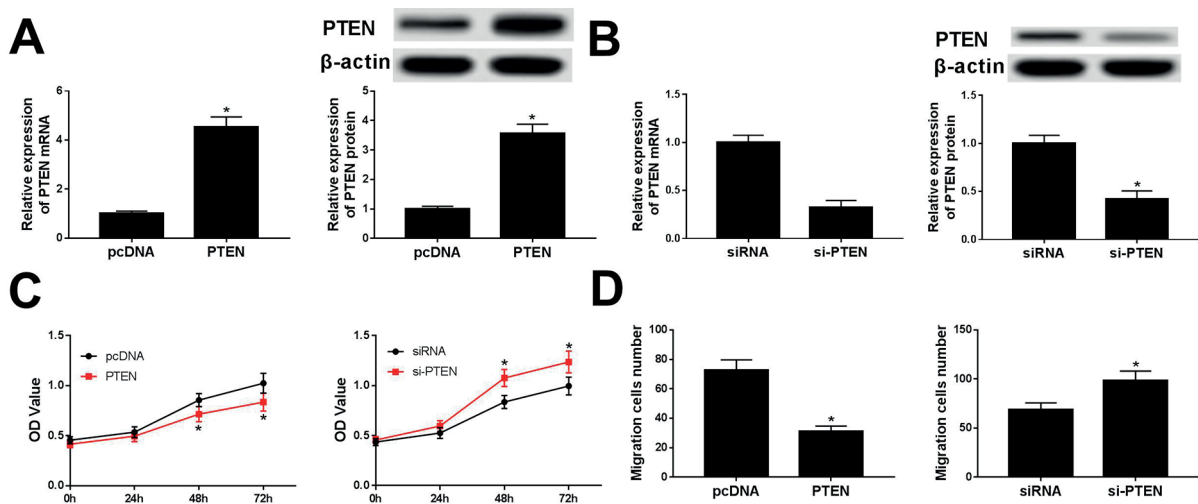 A
PTEN
β-actin
Relative expression
of PTEN mRNA
6
4
2
0
*
pcDNA
PTEN
Relative expression
of PTEN protein
5
4
3
2
1
0
*
pcDNA
PTEN
B
PTEN
β-actin
Relative expression
of PTEN mRNA
1.5
1.0
0.5
0.0
siRNA
si-PTEN
Relative expression
of PTEN protein
1.5
1.0
0.5
0.0
*
siRNA
si-PTEN
C
OD Value
1.5
1.0
0.5
0.0
pcDNA
PTEN
*
*
0h
24h
48h
72h
OD Value
1.5
1.0
0.5
0.0
siRNA
si-PTEN
*
*
0h
24h
48h
72h
D
Migration cells number
100
80
60
40
20
0
*
pcDNA
PTEN
Migration cells number
150
100
50
0
*
siRNA
si-PTEN